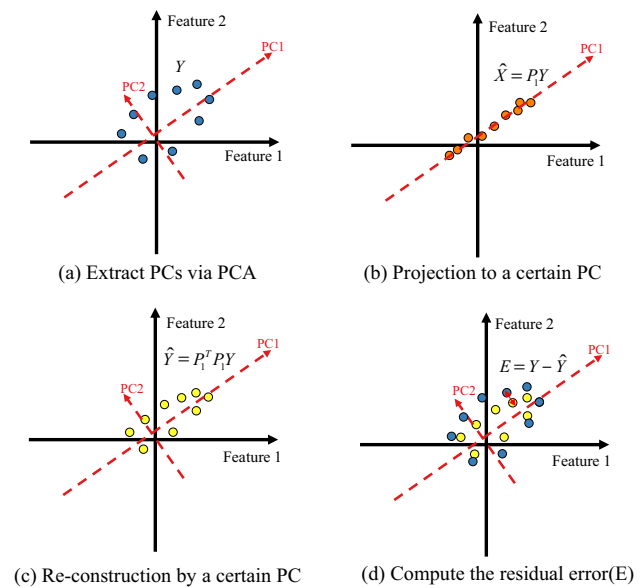 Feature 2
PC1
PC2
Y
Feature 1
(a) Extract PCs via PCA
Feature 2
PC1
X̂ = P₁Y
Feature 1
(b) Projection to a certain PC
Feature 2
PC1
Ŷ = P₁ᵀP₁Y
PC2
Feature 1
(c) Re-construction by a certain PC
Feature 2
PC1
E = Y − Ŷ
PC2
Feature 1
(d) Compute the residual error(E)